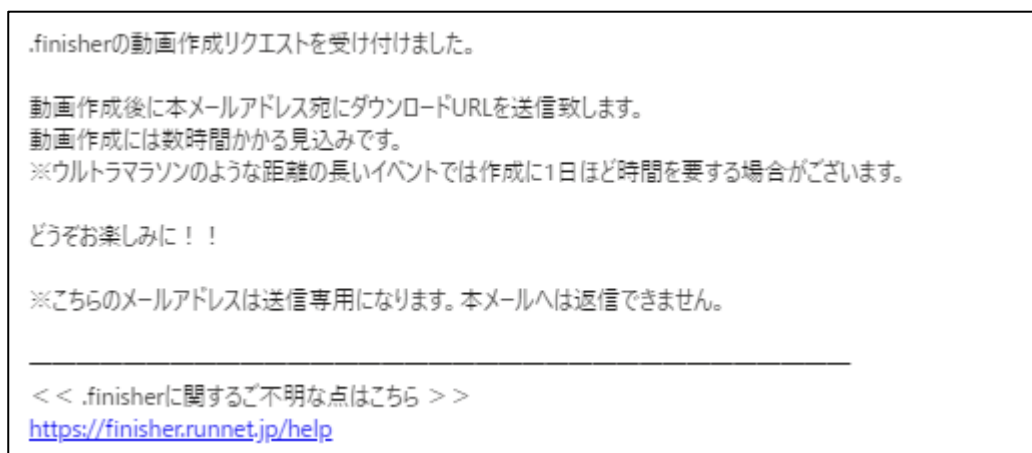 .finisherの動画作成リクエストを受け付けました。
動画作成後に本メールアドレス宛にダウンロードURLを送信致します。
動画作成には数時間かかる見込みです。
※ウルトラマラソンのような距離の長いイベントでは作成に1日ほど時間を要する場合がございます。
どうぞお楽しみに！！
※こちらのメールアドレスは送信専用になります。本メールへは返信できません。
＜＜ .finisherに関するご不明な点はこちら ＞＞
https://finisher.runnet.jp/help